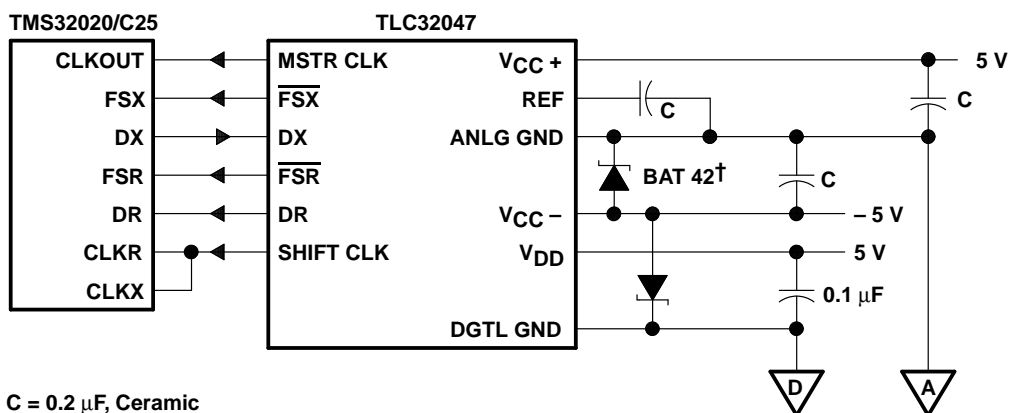 TMS32020/C25
TLC32047
CLKOUT
FSX
DX
FSR
DR
CLKR
CLKX
MSTR CLK
FSX
DX
FSR
DR
SHIFT CLK
VCC +
REF
ANLG GND
VCC –
VDD
DGTL GND
5 V
C
C
BAT 42†
C
– 5 V
5 V
0.1 μF
D
A
C = 0.2 μF, Ceramic